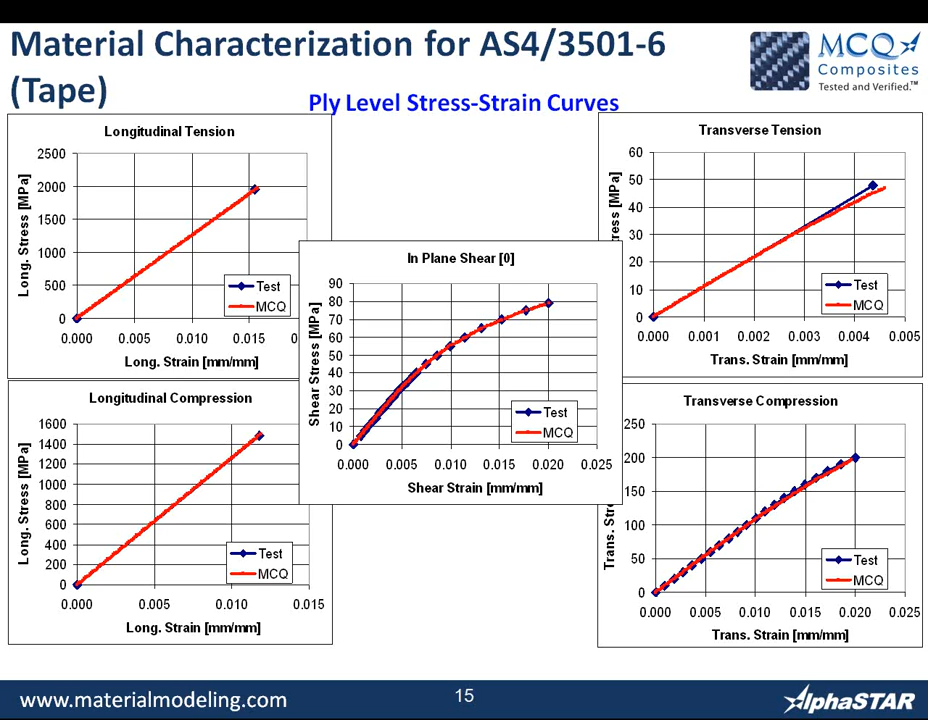 Material Characterization for AS4/3501-6
(Tape)
MCQ
Composites
Tested and Verified.™
Ply Level Stress-Strain Curves
Longitudinal Tension
Long. Stress [MPa]
2500
2000
1500
1000
500
0
0.000 0.005 0.010 0.015 0
Long. Strain [mm/mm]
Test
MCQ
Transverse Tension
tress [MPa]
60
50
40
30
20
10
0
0.000 0.001 0.002 0.003 0.004 0.005
Trans. Strain [mm/mm]
Test
MCQ
In Plane Shear [0]
Shear Stress [MPa]
90
80
70
60
50
40
30
20
10
0
0.000 0.005 0.010 0.015 0.020 0.025
Shear Strain [mm/mm]
Test
MCQ
Longitudinal Compression
Long. Stress [MPa]
1600
1400
1200
1000
800
600
400
200
0
0.000 0.005 0.010 0.015
Long. Strain [mm/mm]
Test
MCQ
Transverse Compression
Trans. Stre
250
200
150
100
50
0
0.000 0.005 0.010 0.015 0.020 0.025
Trans. Strain [mm/mm]
Test
MCQ
www.materialmodeling.com
15
AlphaSTAR